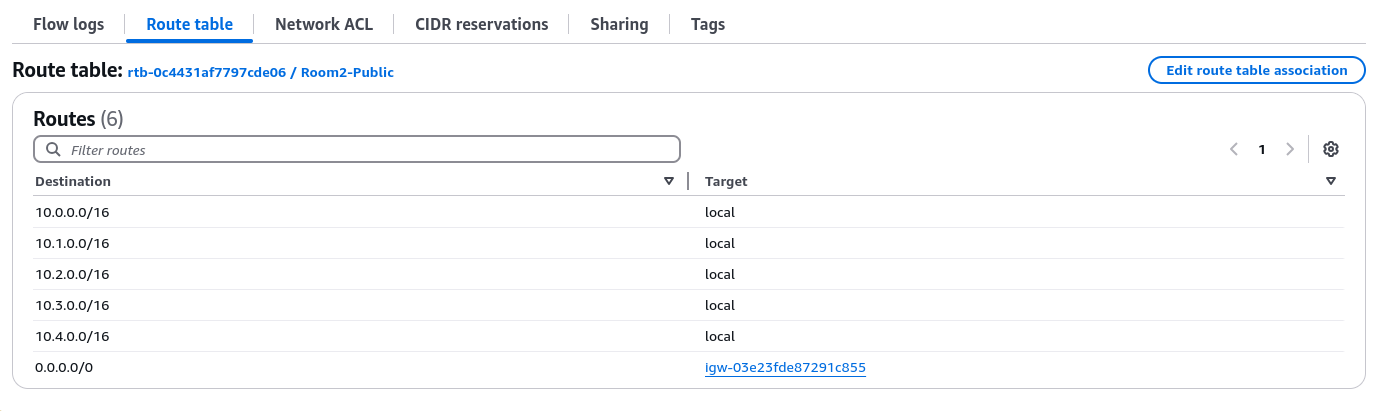 Flow logs Route table Network ACL CIDR reservations Sharing Tags
Route table: rtb-0c4431af7797cde06 / Room2-Public Edit route table association
Routes (6)
Filter routes 1
Destination Target
10.0.0.0/16 local
10.1.0.0/16 local
10.2.0.0/16 local
10.3.0.0/16 local
10.4.0.0/16 local
0.0.0.0/0 igw-03e23fde87291c855